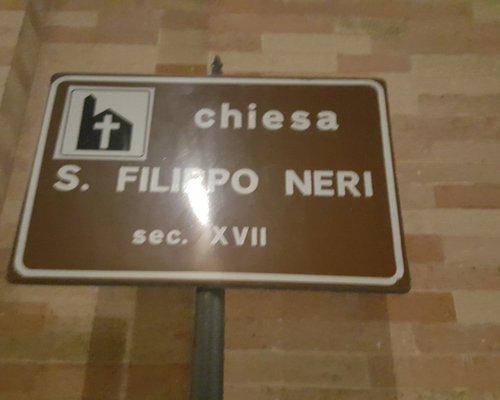 chiesa
S. FILIPPO NERI
sec. XVII